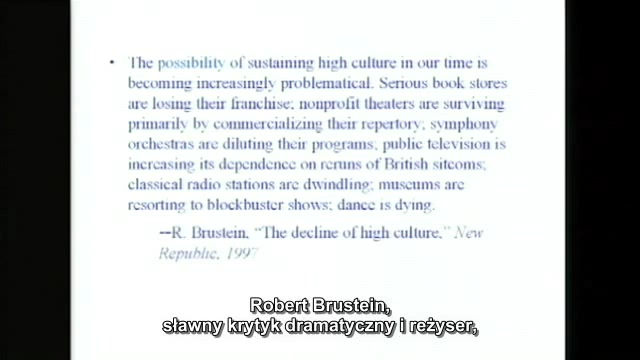 • The possibility of sustaining high culture in our time is
becoming increasingly problematical. Serious book stores
are losing their franchise; nonprofit theaters are surviving
primarily by commercializing their repertory; symphony
orchestras are diluting their programs; public television is
increasing its dependence on reruns of British sitcoms;
classical radio stations are dwindling; museums are
resorting to blockbuster shows; dance is dying.
--R. Brustein, “The decline of high culture,” New
Republic, 1997
Robert Brustein,
sławny krytyk dramatyczny i reżyser,